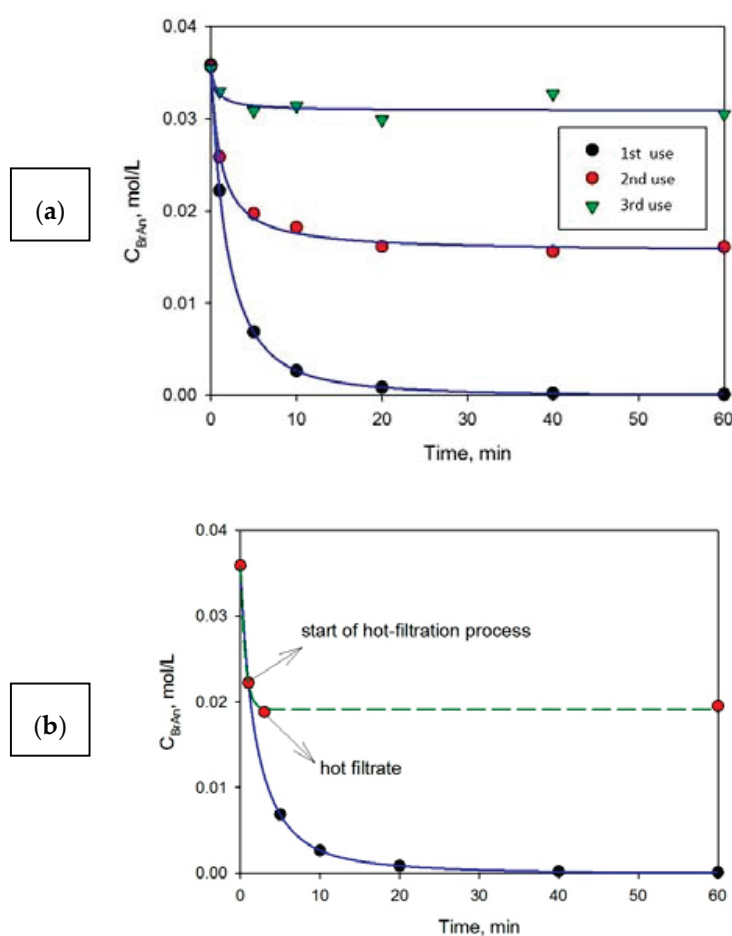 (a)
C_BrAn, mol/L
0.04
0.03
0.02
0.01
0.00
1st use
2nd use
3rd use
0 10 20 30 40 50 60
Time, min
(b)
C_BrAn, mol/L
0.04
0.03
0.02
0.01
0.00
start of hot-filtration process
hot filtrate
0 10 20 30 40 50 60
Time, min